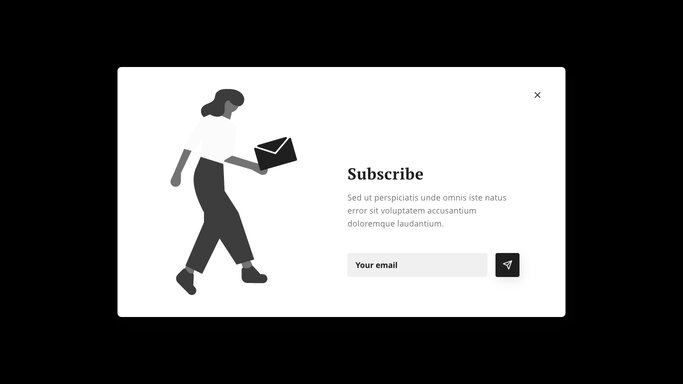 Subscribe
Sed ut perspiciatis unde omnis iste natus
error sit voluptatem accusantium
doloremque laudantium.
Your email